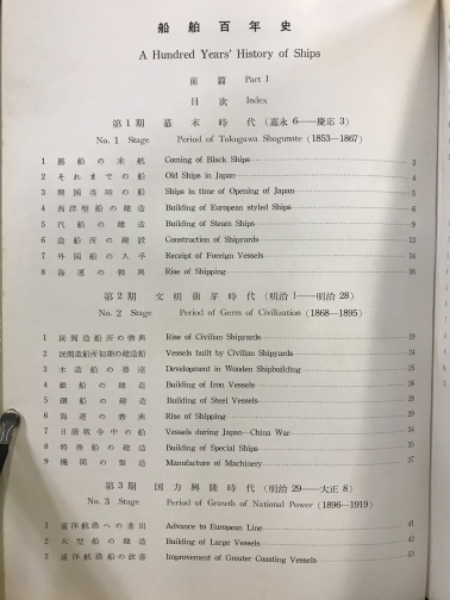 船舶百年史
A Hundred Years' History of Ships
前篇 Part I
目次 Index
第1期 幕末時代 (嘉永6——慶応3)
No. 1 Stage Period of Tokugawa Shogunate (1853—1867)
1 黒船の来航 Coming of Black Ships 3
2 それまでの船 Old Ships in Japan 4
3 開国当時の船 Ships in time of Opening of Japan 5
4 西洋型船の建造 Building of European styled Ships 6
5 汽船の建造 Building of Steam Ships 9
6 造船所の建設 Construction of Shipyards 13
7 外国船の入手 Receipt of Foreign Vessels 14
8 海運の勃興 Rise of Shipping 16
第2期 文明萠芽時代 (明治1——明治28)
No. 2 Stage Period of Germ of Civilization (1868—1895)
1 民間造船所の勃興 Rise of Civilian Shipyards 19
2 民間造船所初期の建造船 Vessels built by Civilian Shipyards 24
3 木造船の発達 Development in Wooden Shipbuilding 25
4 鉄船の建造 Building of Iron Vessels 26
5 鋼船の建造 Building of Steel Vessels 28
6 海運の勃興 Rise of Shipping 29
7 日清戦争中の船 Vessels during Japan—China War 34
8 特務船の建造 Building of Special Ships 35
9 機関の製造 Manufacture of Machinery 37
第3期 国力興隆時代 (明治29——大正8)
No. 3 Stage Period of Growth of National Power (1896—1919)
1 遠洋航路への進出 Advance to European Line 41
2 大型船の建造 Building of Large Vessels 42
3 遠洋航路船の改善 Improvement of Greater Coasting Vessels 53